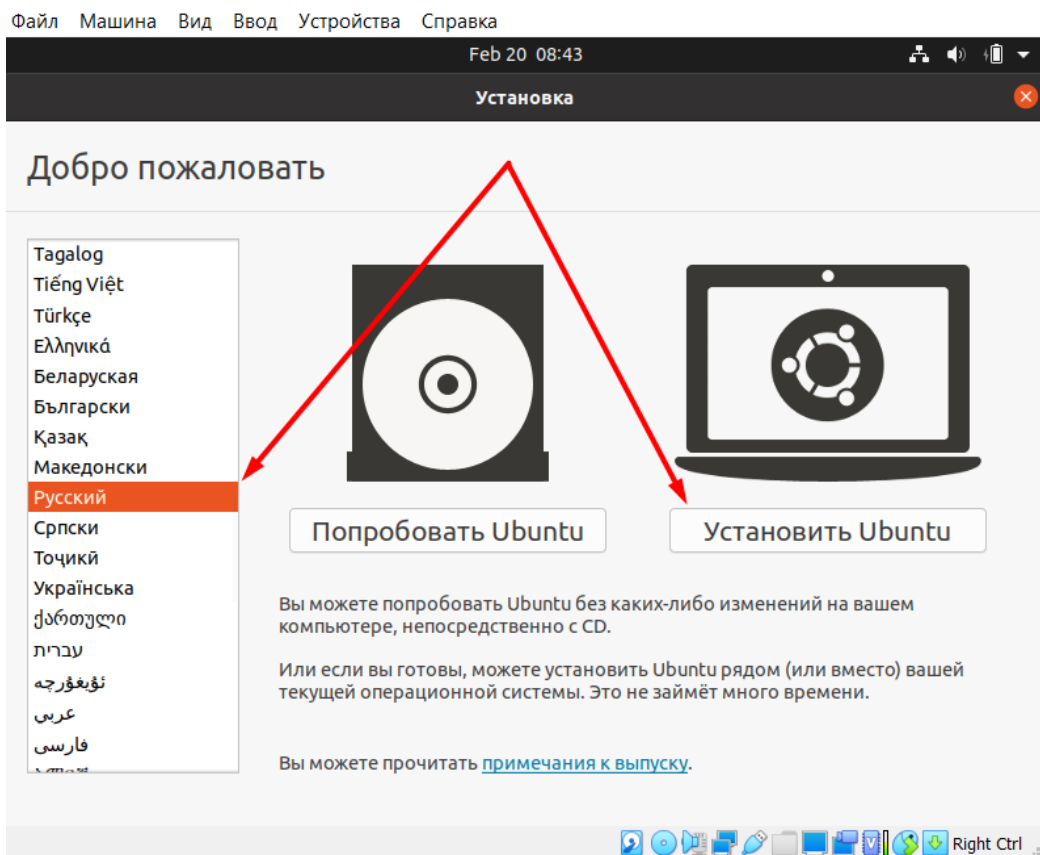 Файл Машина Вид Ввод Устройства Справка
Feb 20 08:43
Установка
Добро пожаловать
Tagalog
Tiếng Việt
Türkçe
Ελληνικά
Беларуская
Български
Қазақ
Македонски
Русский
Српски
Тоҷикӣ
Українська
ქართული
עברית
ئۇيغۇرچە
عربي
فارسی
Попробовать Ubuntu
Установить Ubuntu
Вы можете попробовать Ubuntu без каких-либо изменений на вашем
компьютере, непосредственно с CD.
Или если вы готовы, можете установить Ubuntu рядом (или вместо) вашей
текущей операционной системы. Это не займёт много времени.
Вы можете прочитать примечания к выпуску.
Right Ctrl